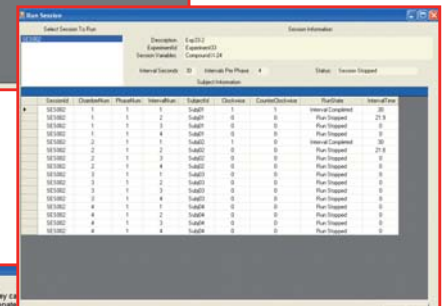 Run Session
Select Session To Run
Session Information
SES002
Description Exp33-2
ExperimentId Experiment33
Session Variables Compound II-24
Interval Seconds 30 Intervals Per Phase 4 Status Session Stopped
Subject Information
SessionId ChamberNum PhaseNum IntervalNum SubjectId Clockwise CounterClockwise RunState IntervalTime
SES002 1 1 1 Subj01 1 1 Interval Completed 30
SES002 1 1 2 Subj01 0 0 Run Stopped 21.9
SES002 1 1 3 Subj01 0 0 Run Stopped 0
SES002 1 1 4 Subj01 0 0 Run Stopped 0
SES002 2 1 1 Subj02 1 0 Interval Completed 30
SES002 2 1 2 Subj02 0 0 Run Stopped 21.8
SES002 2 1 3 Subj02 0 0 Run Stopped 0
SES002 2 1 4 Subj02 0 0 Run Stopped 0
SES002 3 1 1 Subj03 0 0 Run Stopped 0
SES002 3 1 2 Subj03 0 0 Run Stopped 0
SES002 3 1 3 Subj03 0 0 Run Stopped 0
SES002 3 1 4 Subj03 0 0 Run Stopped 0
SES002 4 1 1 Subj04 0 0 Run Stopped 0
SES002 4 1 2 Subj04 0 0 Run Stopped 0
SES002 4 1 3 Subj04 0 0 Run Stopped 0
SES002 4 1 4 Subj04 0 0 Run Stopped 0